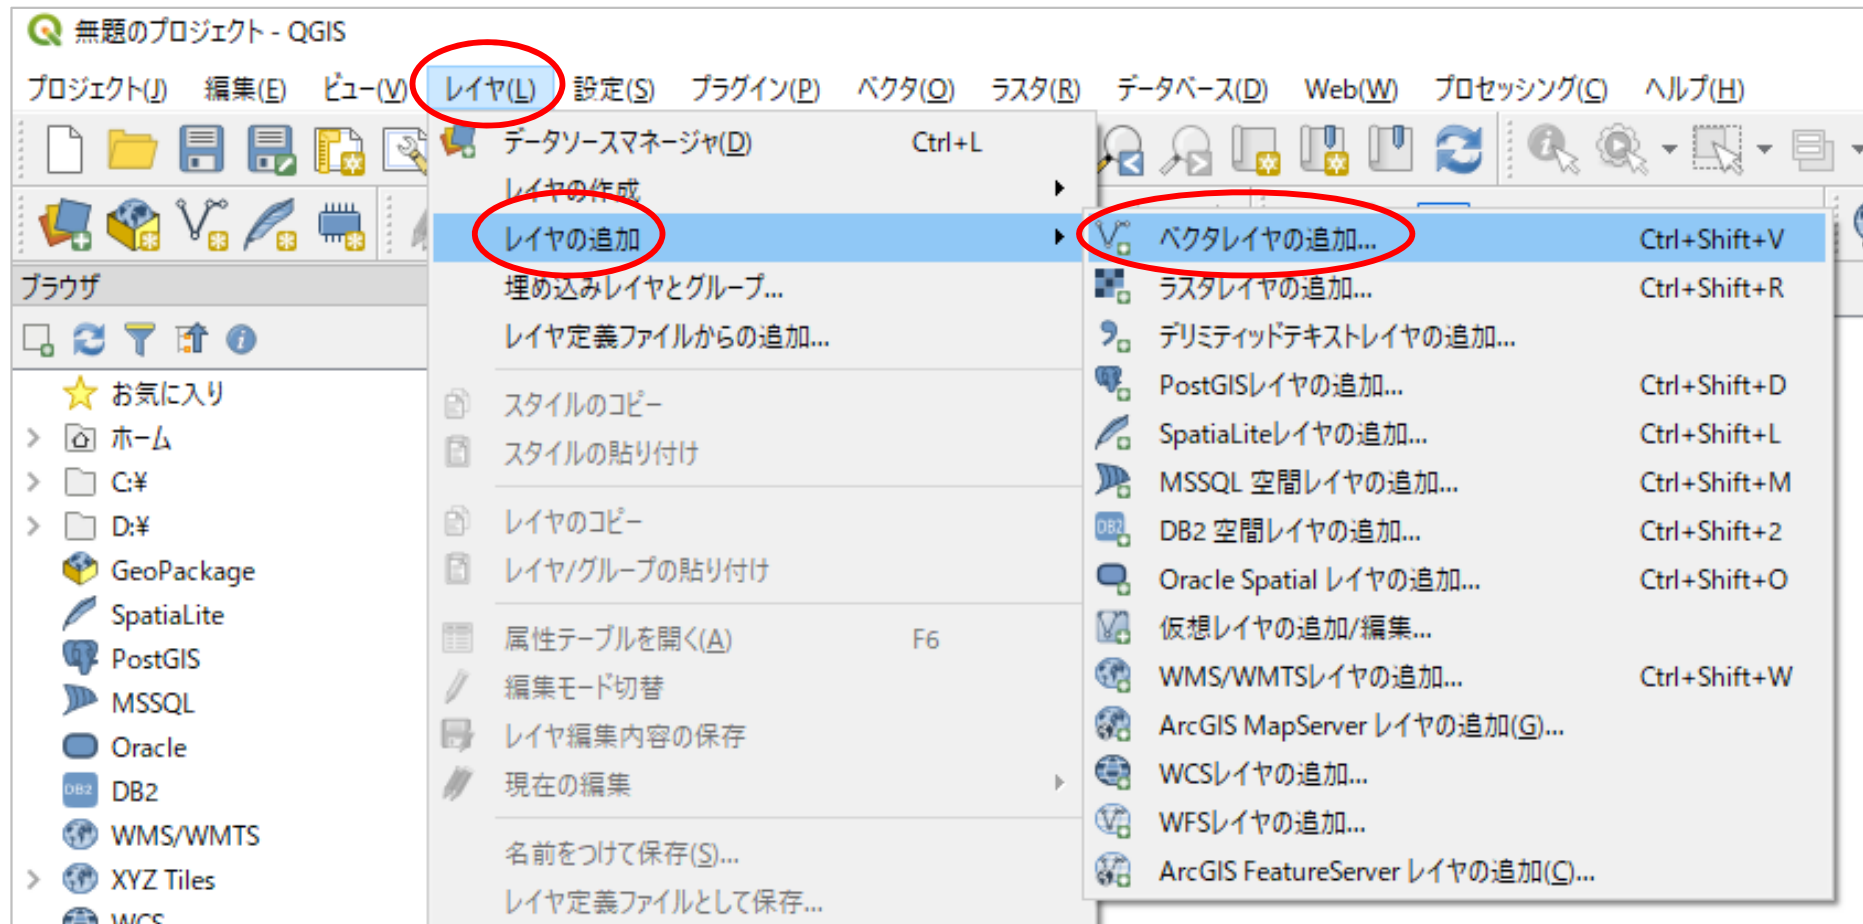 無題のプロジェクト - QGIS
プロジェクト(J) 編集(E) ビュー(V) レイヤ(L) 設定(S) プラグイン(P) ベクタ(O) ラスタ(R) データベース(D) Web(W) プロセッシング(C) ヘルプ(H)
データソースマネージャ(D) Ctrl+L
レイヤの作成
レイヤの追加
埋め込みレイヤとグループ...
レイヤ定義ファイルからの追加...
スタイルのコピー
スタイルの貼り付け
レイヤのコピー
レイヤ/グループの貼り付け
属性テーブルを開く(A) F6
編集モード切替
レイヤ編集内容の保存
現在の編集
名前をつけて保存(S)...
レイヤ定義ファイルとして保存...
ベクタレイヤの追加... Ctrl+Shift+V
ラスタレイヤの追加... Ctrl+Shift+R
デリミティッドテキストレイヤの追加...
PostGISレイヤの追加... Ctrl+Shift+D
SpatiaLiteレイヤの追加... Ctrl+Shift+L
MSSQL 空間レイヤの追加... Ctrl+Shift+M
DB2 DB2 空間レイヤの追加... Ctrl+Shift+2
Oracle Spatial レイヤの追加... Ctrl+Shift+O
仮想レイヤの追加/編集...
WMS/WMTSレイヤの追加... Ctrl+Shift+W
ArcGIS MapServer レイヤの追加(G)...
WCSレイヤの追加...
WFSレイヤの追加...
ArcGIS FeatureServer レイヤの追加(C)...
ブラウザ
お気に入り
ホーム
C:¥
D:¥
GeoPackage
SpatiaLite
PostGIS
MSSQL
Oracle
DB2 DB2
WMS/WMTS
XYZ Tiles
WCS